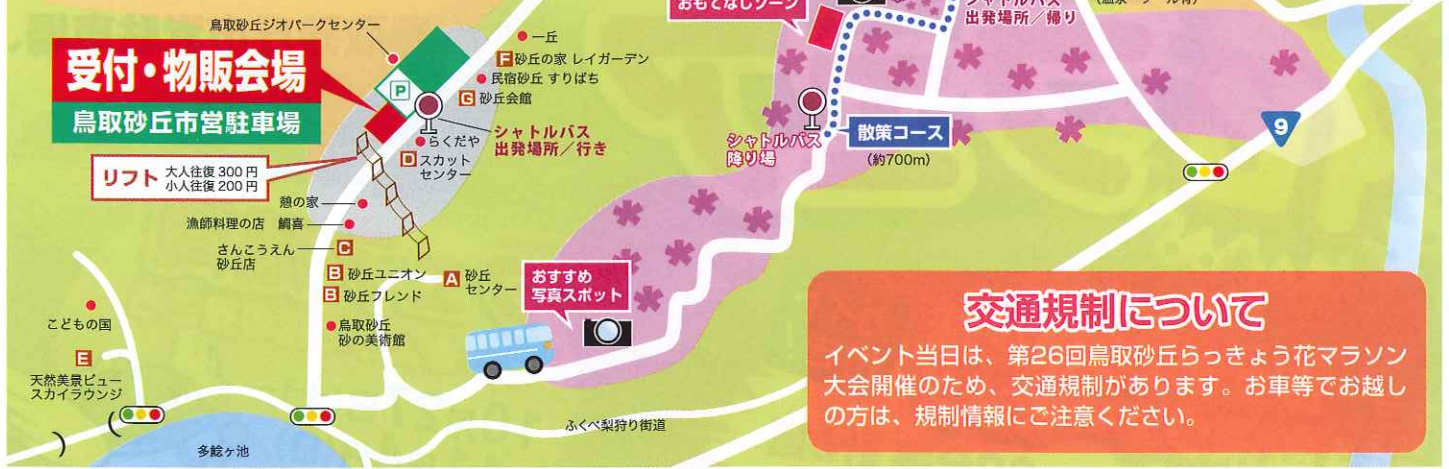 おもてなしゾーン
シャトルバス
出発場所/帰り
鳥取砂丘ジオパークセンター
受付・物販会場
鳥取砂丘市営駐車場
P
一丘
F 砂丘の家 レイガーデン
民宿砂丘 すりばち
G 砂丘会館
シャトルバス
出発場所/行き
らくだや
D スカット
センター
リフト 大人往復 300 円
小人往復 200 円
憩の家
漁師料理の店 鯛喜
さんこうえん
砂丘店
C
B 砂丘ユニオン
B 砂丘フレンド
A 砂丘
センター
鳥取砂丘
砂の美術館
こどもの国
E
天然美景ビュー
スカイラウンジ
多鯰ヶ池
おすすめ
写真スポット
シャトルバス
降り場
散策コース
(約700m)
9
ふくべ梨狩り街道
交通規制について
イベント当日は、第26回鳥取砂丘らっきょう花マラソン
大会開催のため、交通規制があります。お車等でお越し
の方は、規制情報にご注意ください。